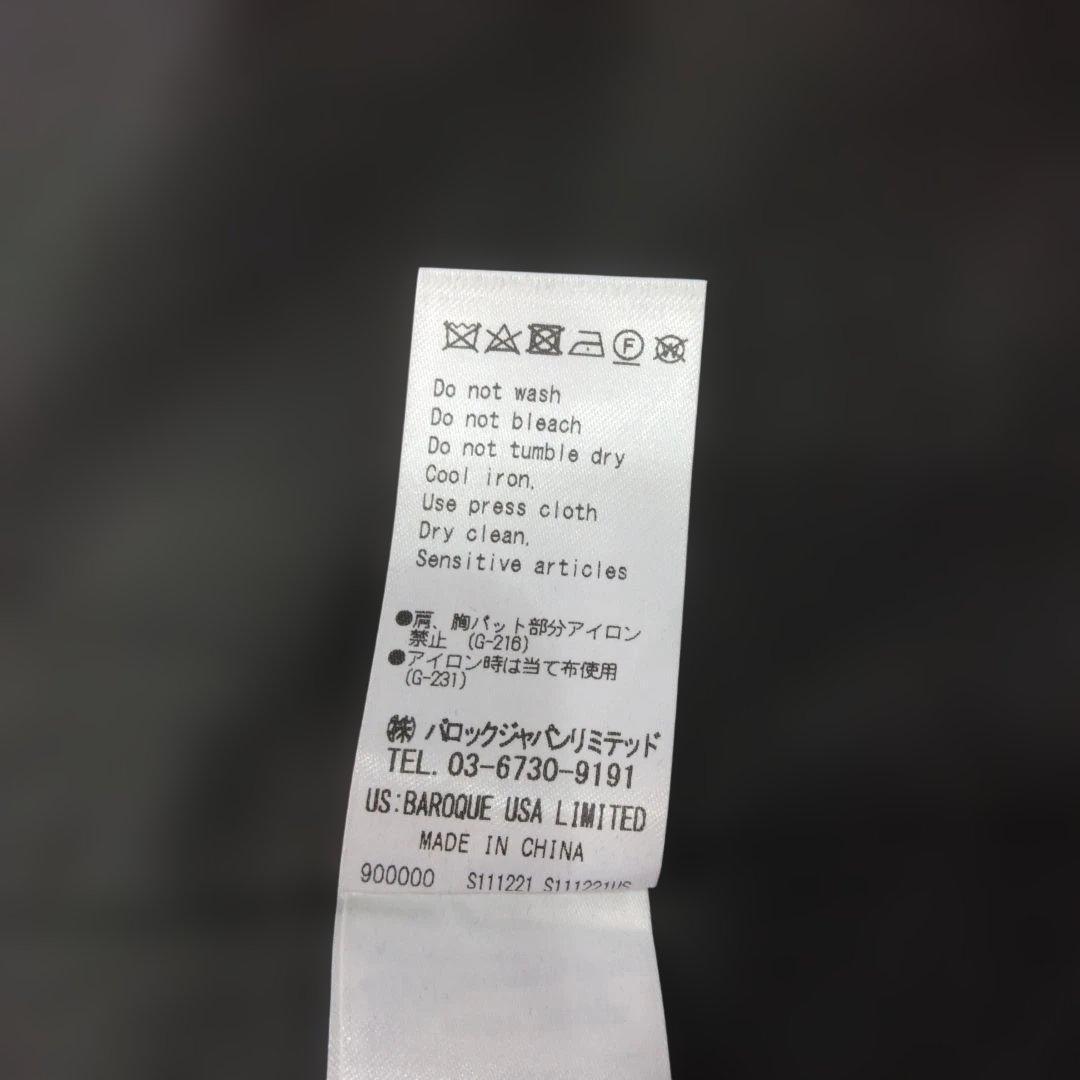 F W
Do not wash
Do not bleach
Do not tumble dry
Cool iron.
Use press cloth
Dry clean.
Sensitive articles
●肩、胸パット部分アイロン
禁止 (G-216)
●アイロン時は当て布使用
(G-231)
㈱ バロックジャパンリミテッド
TEL. 03-6730-9191
US:BAROQUE USA LIMITED
MADE IN CHINA
900000 S111221 S111221US